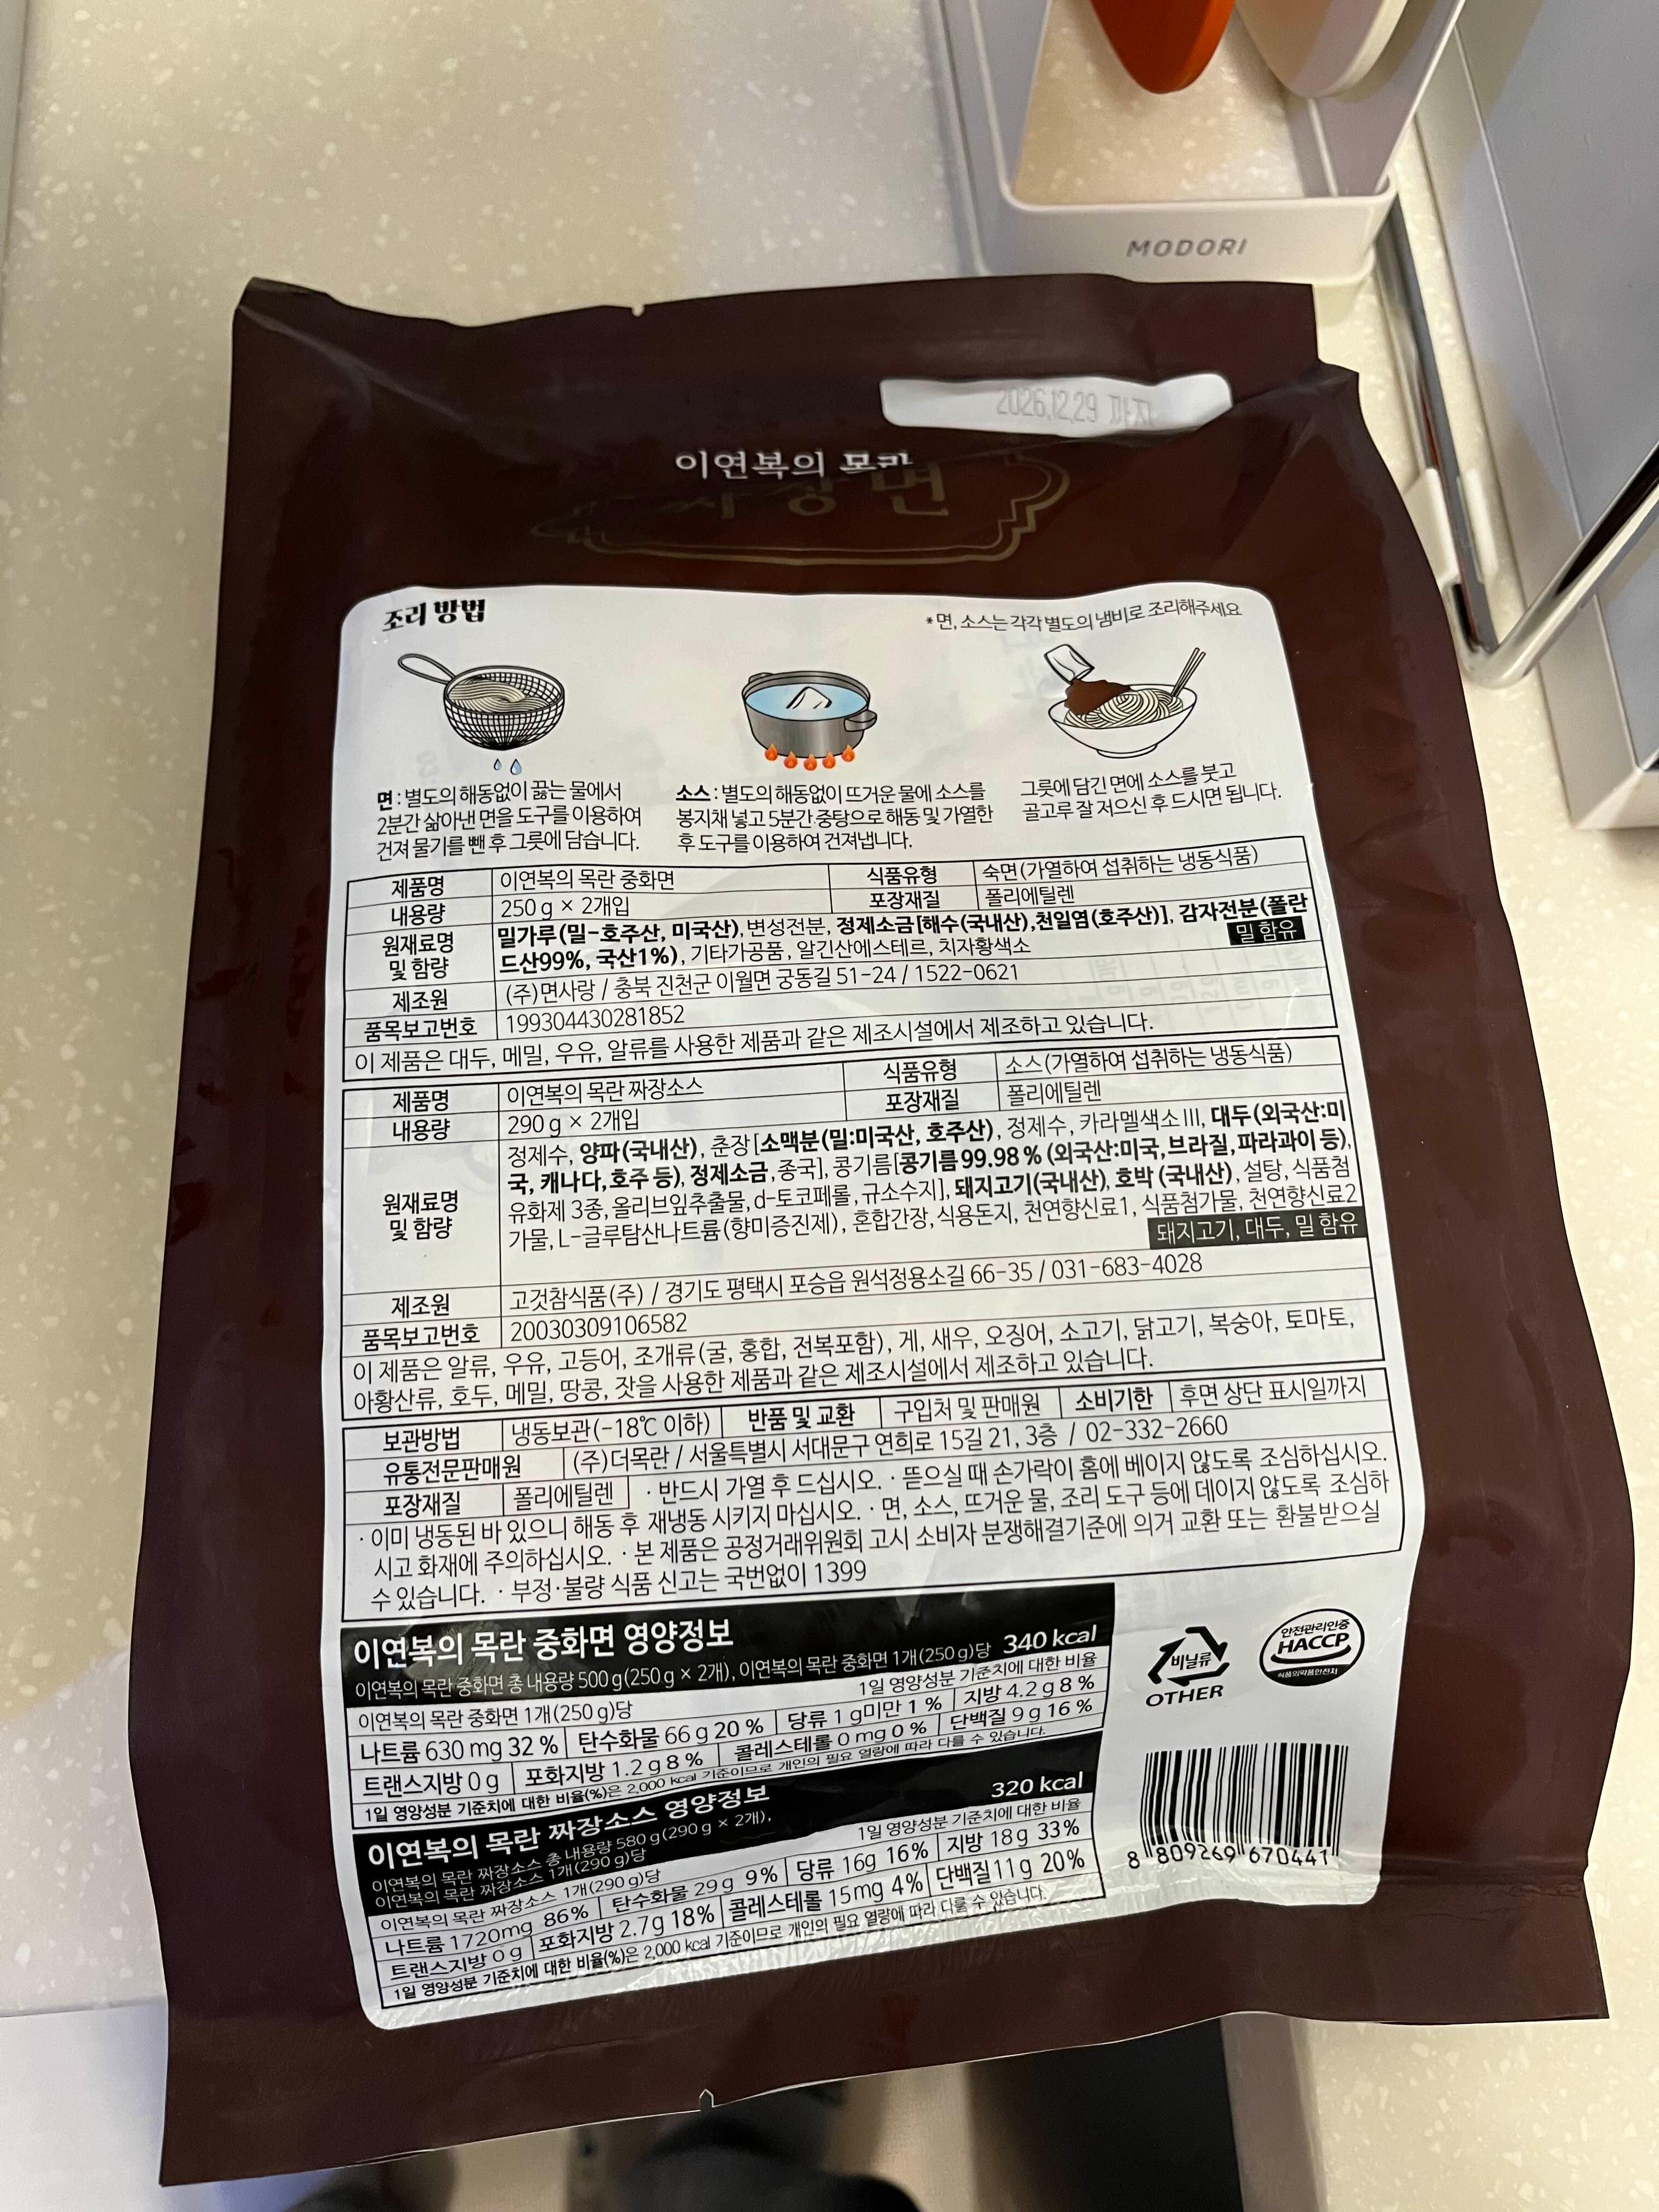 MODORI
2026.12.29 까지
이연복의 목란
짜장면
조리 방법
*면, 소스는 각각 별도의 냄비로 조리해주세요
면 : 별도의 해동없이 끓는 물에서
2분간 삶아낸 면을 도구를 이용하여
건져 물기를 뺀 후 그릇에 담습니다.
소스 : 별도의 해동없이 뜨거운 물에 소스를
봉지채 넣고 5분간 중탕으로 해동 및 가열한
후 도구를 이용하여 건져냅니다.
그릇에 담긴 면에 소스를 붓고
골고루 잘 저으신 후 드시면 됩니다.
제품명 이연복의 목란 중화면 식품유형 숙면(가열하여 섭취하는 냉동식품)
내용량 250 g × 2개입 포장재질 폴리에틸렌
원재료명 및 함량 밀가루(밀-호주산, 미국산), 변성전분, 정제소금[해수(국내산),천일염(호주산)], 감자전분(폴란
드산99%, 국산1%), 기타가공품, 알긴산에스테르, 치자황색소 밀 함유
제조원 (주)면사랑 / 충북 진천군 이월면 궁동길 51-24 / 1522-0621
품목보고번호 199304430281852
이 제품은 대두, 메밀, 우유, 알류를 사용한 제품과 같은 제조시설에서 제조하고 있습니다.
제품명 이연복의 목란 짜장소스 식품유형 소스(가열하여 섭취하는 냉동식품)
내용량 290 g × 2개입 포장재질 폴리에틸렌
원재료명 및 함량 정제수, 양파(국내산), 춘장[소맥분(밀:미국산, 호주산), 정제수, 카라멜색소III, 대두(외국산:미
국, 캐나다,호주 등), 정제소금,종국], 콩기름[콩기름99.98%(외국산:미국,브라질,파라과이 등),
유화제 3종,올리브잎추출물,d-토코페롤,규소수지], 돼지고기(국내산), 호박(국내산),설탕, 식품첨
가물, L-글루탐산나트륨(향미증진제), 혼합간장,식용돈지, 천연향신료1, 식품첨가물, 천연향신료2
돼지고기, 대두, 밀 함유
제조원 고것참식품(주) / 경기도 평택시 포승읍 원석정용소길 66-35 / 031-683-4028
품목보고번호 20030309106582
이 제품은 알류, 우유, 고등어, 조개류(굴, 홍합, 전복포함), 게, 새우, 오징어, 소고기, 닭고기, 복숭아, 토마토,
아황산류, 호두, 메밀, 땅콩, 잣을 사용한 제품과 같은 제조시설에서 제조하고 있습니다.
보관방법 냉동보관(-18℃ 이하) 반품 및 교환 구입처 및 판매원 소비기한 후면 상단 표시일까지
유통전문판매원 (주)더목란 / 서울특별시 서대문구 연희로 15길 21, 3층 / 02-332-2660
포장재질 폴리에틸렌 · 반드시 가열 후 드십시오. · 뜯으실 때 손가락이 홈에 베이지 않도록 조심하십시오.
· 이미 냉동된 바 있으니 해동 후 재냉동 시키지 마십시오. · 면, 소스, 뜨거운 물, 조리 도구 등에 데이지 않도록 조심하
시고 화재에 주의하십시오. · 본 제품은 공정거래위원회 고시 소비자 분쟁해결기준에 의거 교환 또는 환불받으실
수 있습니다. · 부정·불량 식품 신고는 국번없이 1399
이연복의 목란 중화면 영양정보
이연복의 목란 중화면 총 내용량 500 g(250 g × 2개), 이연복의 목란 중화면 1개(250 g)당 340 kcal
이연복의 목란 중화면 1개(250 g)당 1일 영양성분 기준치에 대한 비율
나트륨 630 mg 32 % 탄수화물 66 g 20 % 당류 1 g미만 1 % 지방 4.2 g 8 %
트랜스지방 0 g 포화지방 1.2 g 8 % 콜레스테롤 0 mg 0 % 단백질 9 g 16 %
1일 영양성분 기준치에 대한 비율(%)은 2,000 kcal 기준이므로 개인의 필요 열량에 따라 다를 수 있습니다.
이연복의 목란 짜장소스 영양정보
이연복의 목란 짜장소스 총 내용량 580 g(290 g × 2개),
이연복의 목란 짜장소스 1개(290 g)당 320 kcal
이연복의 목란 짜장소스 1개(290 g)당 1일 영양성분 기준치에 대한 비율
나트륨 1720mg 86% 탄수화물 29 g 9% 당류 16g 16% 지방 18g 33%
트랜스지방 0 g 포화지방 2.7g 18% 콜레스테롤 15mg 4% 단백질 11g 20%
1일 영양성분 기준치에 대한 비율(%)은 2,000 kcal 기준이므로 개인의 필요 열량에 따라 다를 수 있습니다.
비닐류
OTHER
안전관리인증
HACCP
식품의약품안전처
8 809269 670441